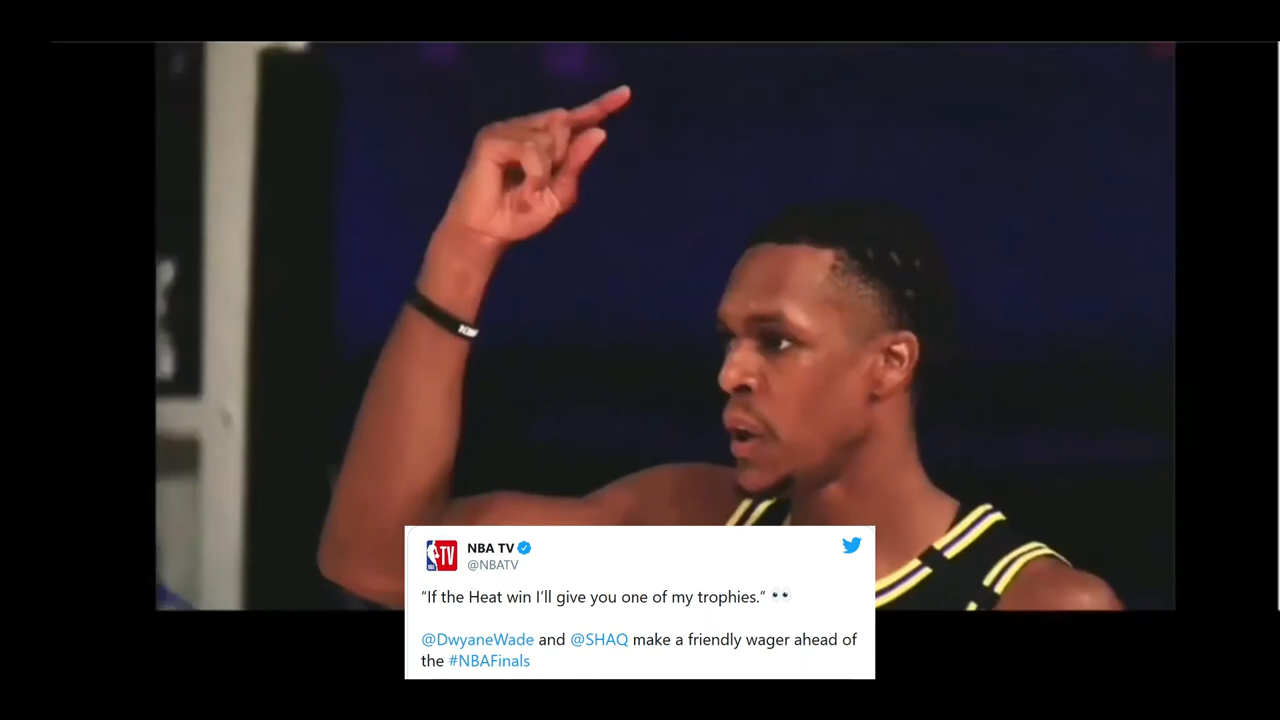 TV
NBA TV
@NBATV
“If the Heat win I’ll give you one of my trophies.” 👀
@DwyaneWade and @SHAQ make a friendly wager ahead of
the #NBAFinals